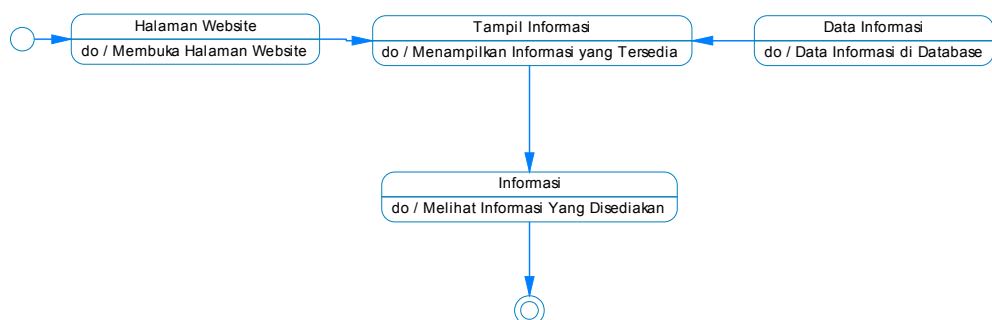 Halaman Website
do / Membuka Halaman Website
Tampil Informasi
do / Menampilkan Informasi yang Tersedia
Data Informasi
do / Data Informasi di Database
Informasi
do / Melihat Informasi Yang Disediakan